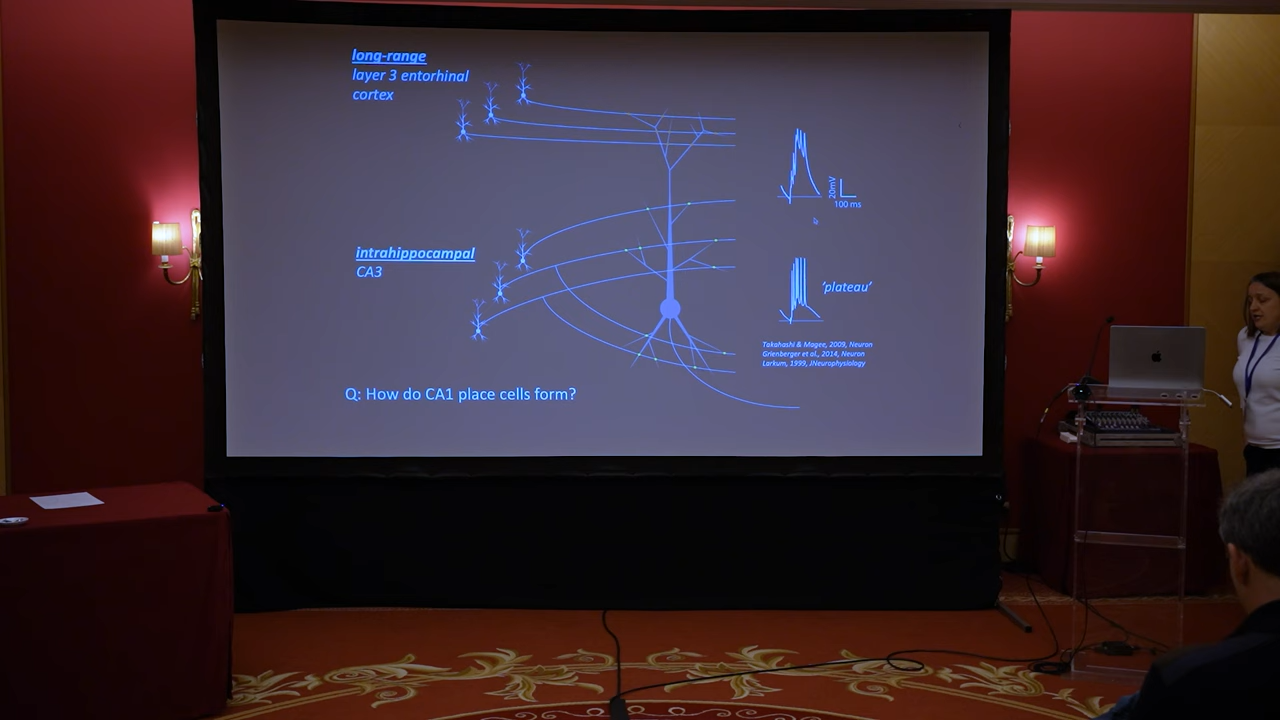 long-range
layer 3 entorhinal
cortex
20mV
100 ms
intrahippocampal
CA3
'plateau'
Takahashi & Magee, 2009, Neuron
Grienberger et al., 2014, Neuron
Larkum, 1999, JNeurophysiology
Q: How do CA1 place cells form?